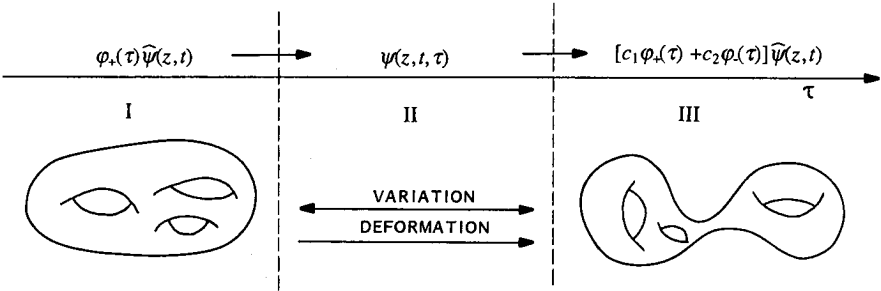 φ₊(τ)ψ̂(z,t) ψ(z,t,τ) [c₁φ₊(τ) +c₂φ₋(τ)]ψ̂(z,t)
τ
I II III
VARIATION
DEFORMATION